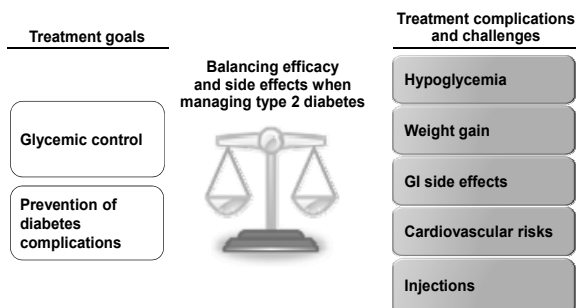 Treatment goals
Glycemic control
Prevention of
diabetes
complications
Balancing efficacy
and side effects when
managing type 2 diabetes
Treatment complications
and challenges
Hypoglycemia
Weight gain
GI side effects
Cardiovascular risks
Injections